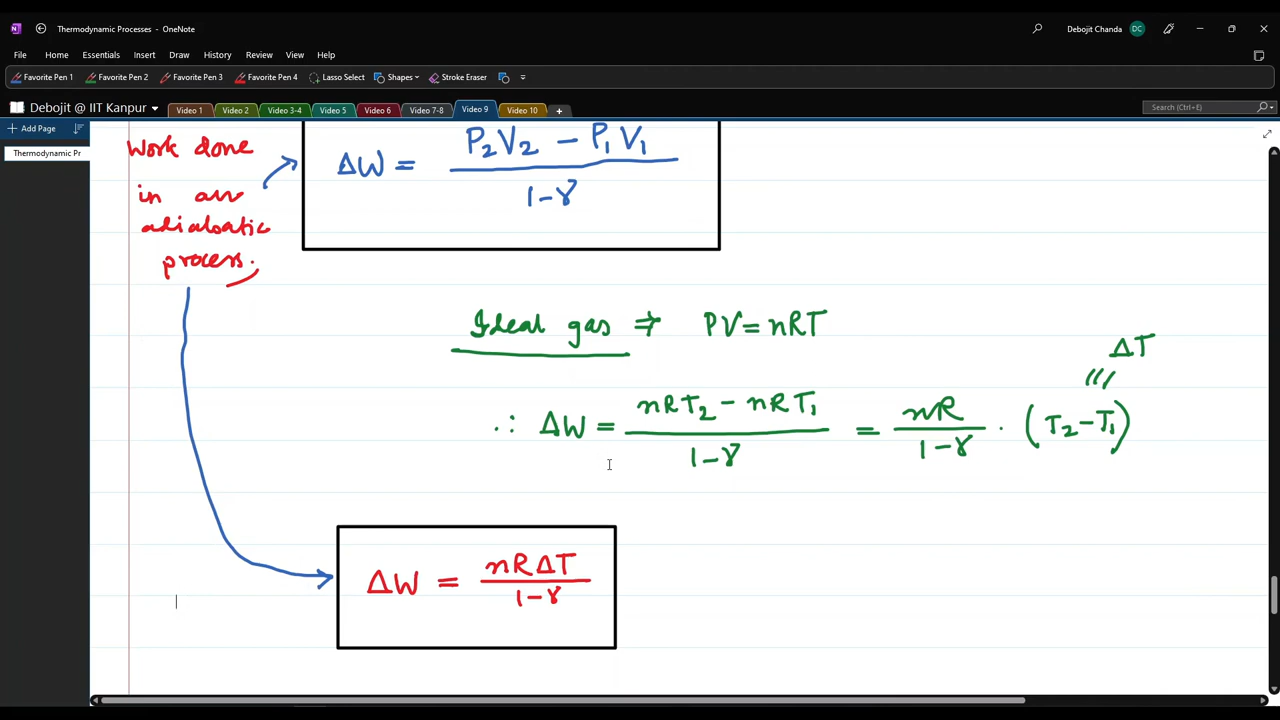 Thermodynamic Processes - OneNote
Debojit Chanda DC
File Home Essentials Insert Draw History Review View Help
Favorite Pen 1 Favorite Pen 2 Favorite Pen 3 Favorite Pen 4 Lasso Select Shapes Stroke Eraser
Debojit @ IIT Kanpur Video 1 Video 2 Video 3-4 Video 5 Video 6 Video 7-8 Video 9 Video 10 + Search (Ctrl+E)
+ Add Page
Thermodynamic Pr
Work done
in an
adiabatic
process.
ΔW = (P₂V₂ − P₁V₁) / (1−γ)
Ideal gas ⇒ PV = nRT
ΔT
∴ ΔW = (nRT₂ − nRT₁) / (1−γ) = nR / (1−γ) · (T₂−T₁)
ΔW = nRΔT / (1−γ)